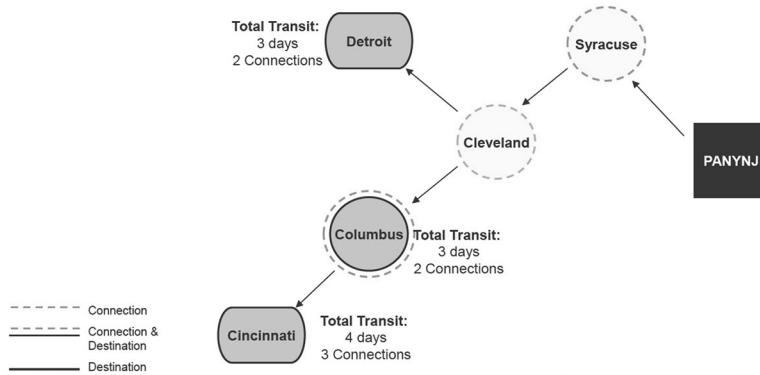 Total Transit:
3 days
2 Connections
Detroit
Syracuse
Cleveland
PANYNJ
Columbus
Total Transit:
3 days
2 Connections
Cincinnati
Total Transit:
4 days
3 Connections
Connection
Connection &
Destination
Destination